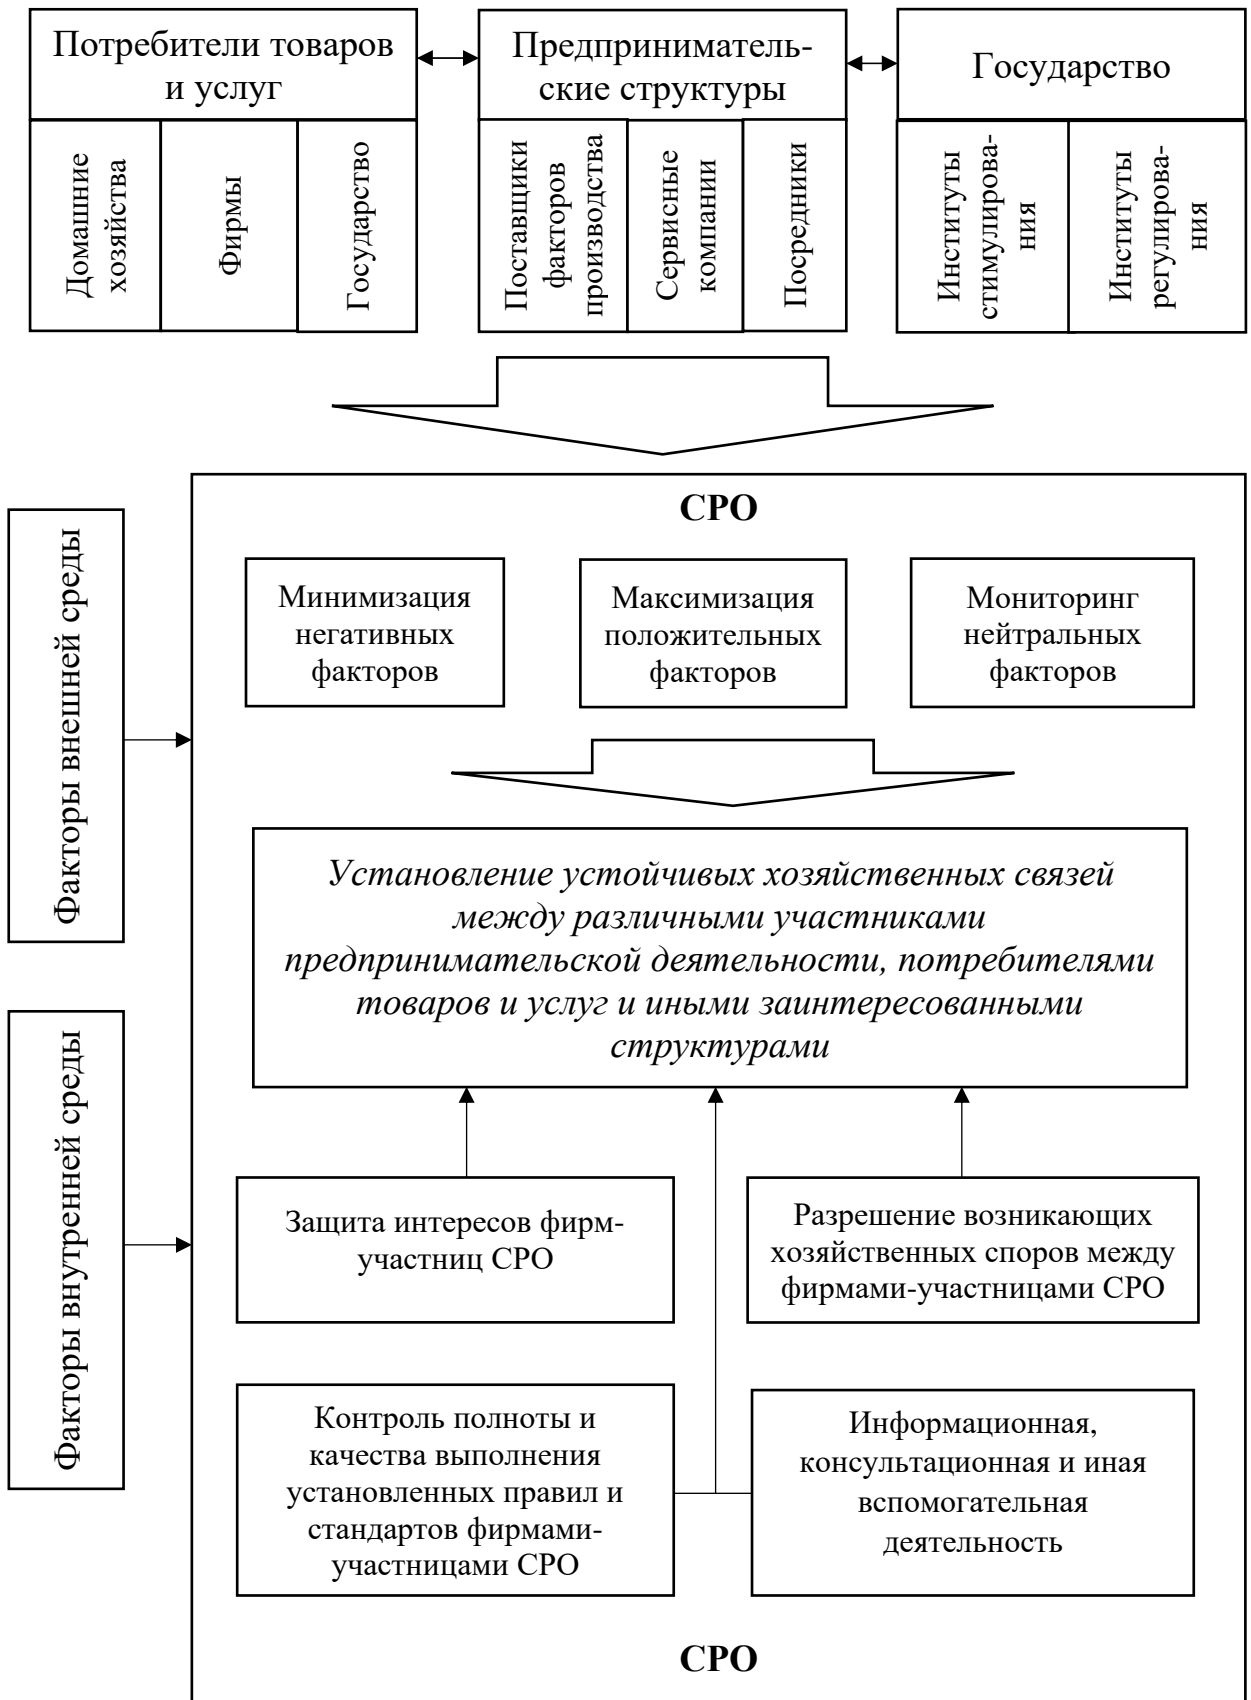 Потребители товаров
и услуг
Предприниматель-
ские структуры
Государство
Домашние
хозяйства
Фирмы
Государство
Поставщики
факторов
производства
Сервисные
компании
Посредники
Институты
стимулирова-
ния
Институты
регулирова-
ния
СРО
Факторы внешней среды
Минимизация
негативных
факторов
Максимизация
положительных
факторов
Мониторинг
нейтральных
факторов
Установление устойчивых хозяйственных связей
между различными участниками
предпринимательской деятельности, потребителями
товаров и услуг и иными заинтересованными
структурами
Факторы внутренней среды
Защита интересов фирм-
участниц СРО
Разрешение возникающих
хозяйственных споров между
фирмами-участницами СРО
Контроль полноты и
качества выполнения
установленных правил и
стандартов фирмами-
участницами СРО
Информационная,
консультационная и иная
вспомогательная
деятельность
СРО